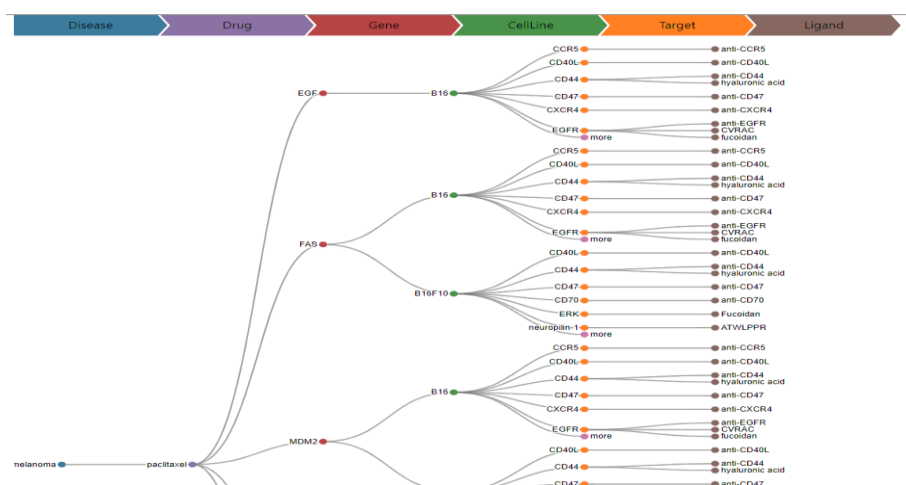 Disease Drug Gene CellLine Target Ligand
CCR5 anti-CCR5
CD40L anti-CD40L
CD44 anti-CD44
hyaluronic acid
EGF B16 CD47 anti-CD47
CXCR4 anti-CXCR4
anti-EGFR
EGFR CVRAC
more fucoidan
CCR5 anti-CCR5
CD40L anti-CD40L
CD44 anti-CD44
hyaluronic acid
B16 CD47 anti-CD47
CXCR4 anti-CXCR4
anti-EGFR
EGFR CVRAC
more fucoidan
FAS
CD40L anti-CD40L
CD44 anti-CD44
hyaluronic acid
CD47 anti-CD47
B16F10 CD70 anti-CD70
ERK Fucoidan
neuropilin-1 ATWLPPR
more
CCR5 anti-CCR5
CD40L anti-CD40L
CD44 anti-CD44
hyaluronic acid
B16 CD47 anti-CD47
CXCR4 anti-CXCR4
anti-EGFR
EGFR CVRAC
more fucoidan
MDM2
CD40L anti-CD40L
melanoma paclitaxel CD44 anti-CD44
hyaluronic acid
CD47 anti-CD47